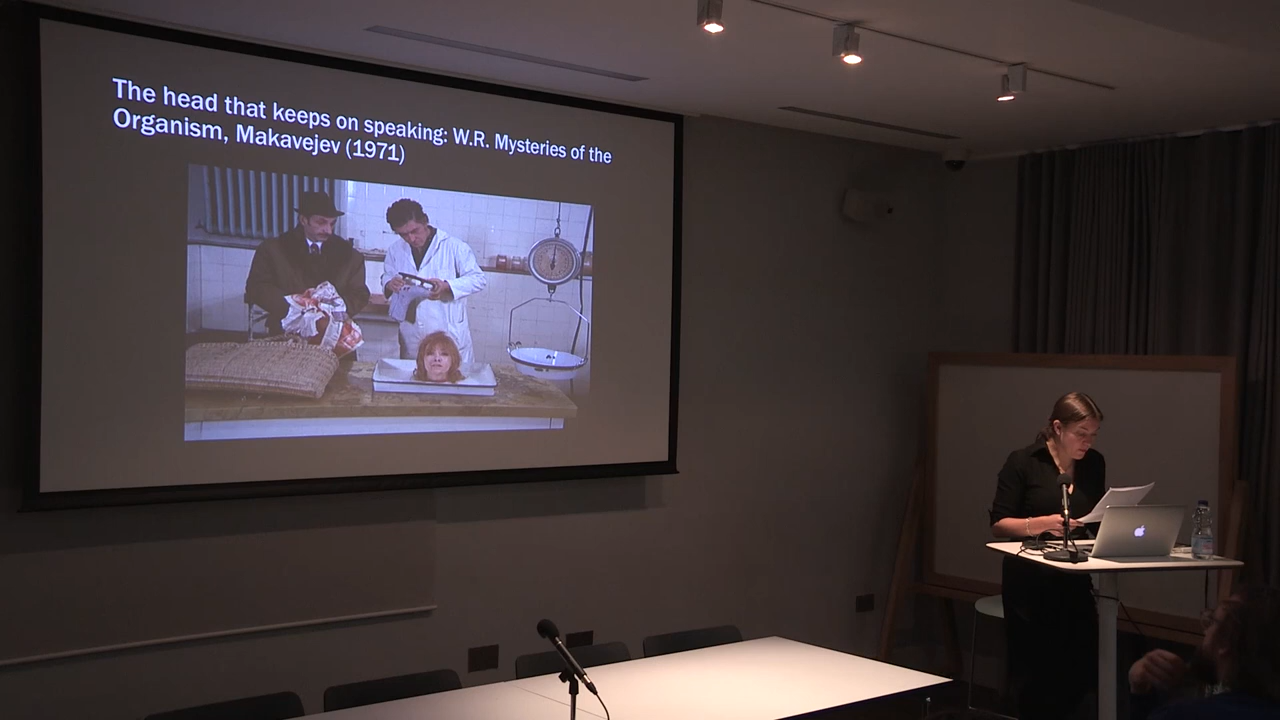 The head that keeps on speaking: W.R. Mysteries of the
Organism, Makavejev (1971)